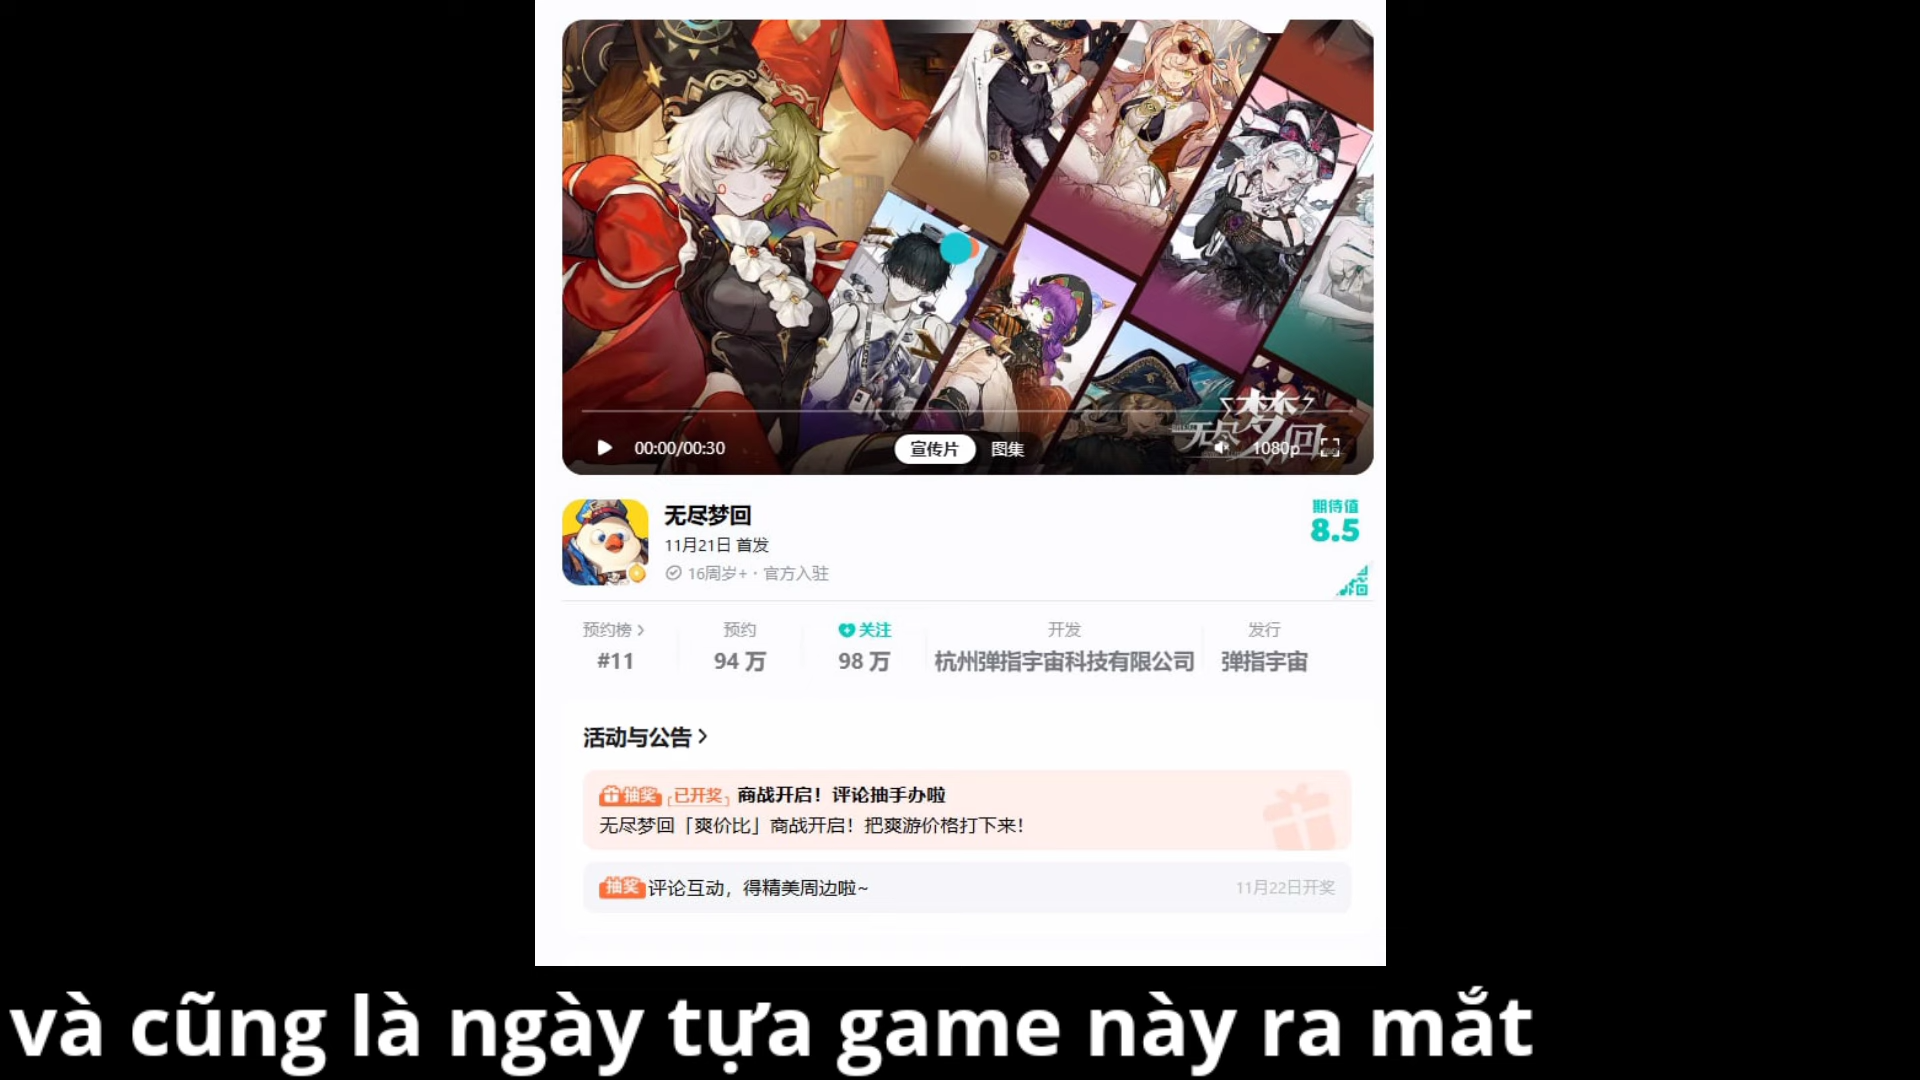 无尽梦回
00:00/00:30
宣传片
图集
1080p
无尽梦回
11月21日 首发
16周岁+ · 官方入驻
期待值
8.5
预约榜
#11
预约
94 万
关注
98 万
开发
杭州弹指宇宙科技有限公司
发行
弹指宇宙
活动与公告
抽奖 已开奖 商战开启！评论抽手办啦
无尽梦回「爽价比」商战开启！把爽游价格打下来！
抽奖 评论互动，得精美周边啦~
11月22日开奖
và cũng là ngày tựa game này ra mắt